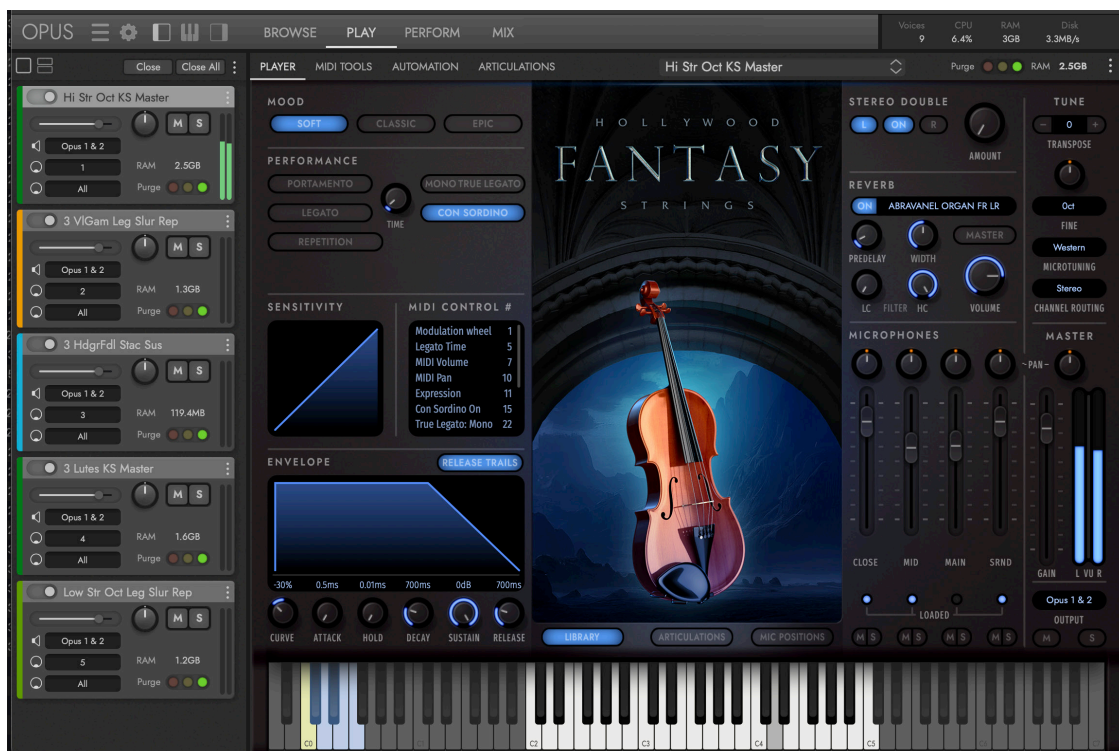 OPUS
BROWSE PLAY PERFORM MIX
Voices CPU RAM Disk
9 6.4% 3GB 3.3MB/s
Close Close All
PLAYER MIDI TOOLS AUTOMATION ARTICULATIONS
Hi Str Oct KS Master
Purge RAM 2.5GB
Hi Str Oct KS Master
M S
Opus 1 & 2
1 RAM 2.5GB
All Purge
3 VlGam Leg Slur Rep
M S
Opus 1 & 2
2 RAM 1.3GB
All Purge
3 HdgrFdl Stac Sus
M S
Opus 1 & 2
3 RAM 119.4MB
All Purge
3 Lutes KS Master
M S
Opus 1 & 2
4 RAM 1.6GB
All Purge
Low Str Oct Leg Slur Rep
M S
Opus 1 & 2
5 RAM 1.2GB
All Purge
MOOD
SOFT CLASSIC EPIC
PERFORMANCE
PORTAMENTO MONO TRUE LEGATO
LEGATO CON SORDINO
TIME
REPETITION
SENSITIVITY
MIDI CONTROL #
Modulation wheel 1
Legato Time 5
MIDI Volume 7
MIDI Pan 10
Expression 11
Con Sordino On 15
True Legato: Mono 22
ENVELOPE RELEASE TRAILS
-30% 0.5ms 0.01ms 700ms 0dB 700ms
CURVE ATTACK HOLD DECAY SUSTAIN RELEASE
HOLLYWOOD
FANTASY
STRINGS
LIBRARY ARTICULATIONS MIC POSITIONS
STEREO DOUBLE
L ON R
AMOUNT
REVERB
ON ABRAVANEL ORGAN FR LR
MASTER
PREDELAY WIDTH
LC FILTER HC VOLUME
MICROPHONES
~PAN~
CLOSE MID MAIN SRND
LOADED
M S M S M S M S
TUNE
- 0 +
TRANSPOSE
0ct
FINE
Western
MICROTUNING
Stereo
CHANNEL ROUTING
MASTER
GAIN L VU R
Opus 1 & 2
OUTPUT
M S
C0 C2 C3 C4 C5